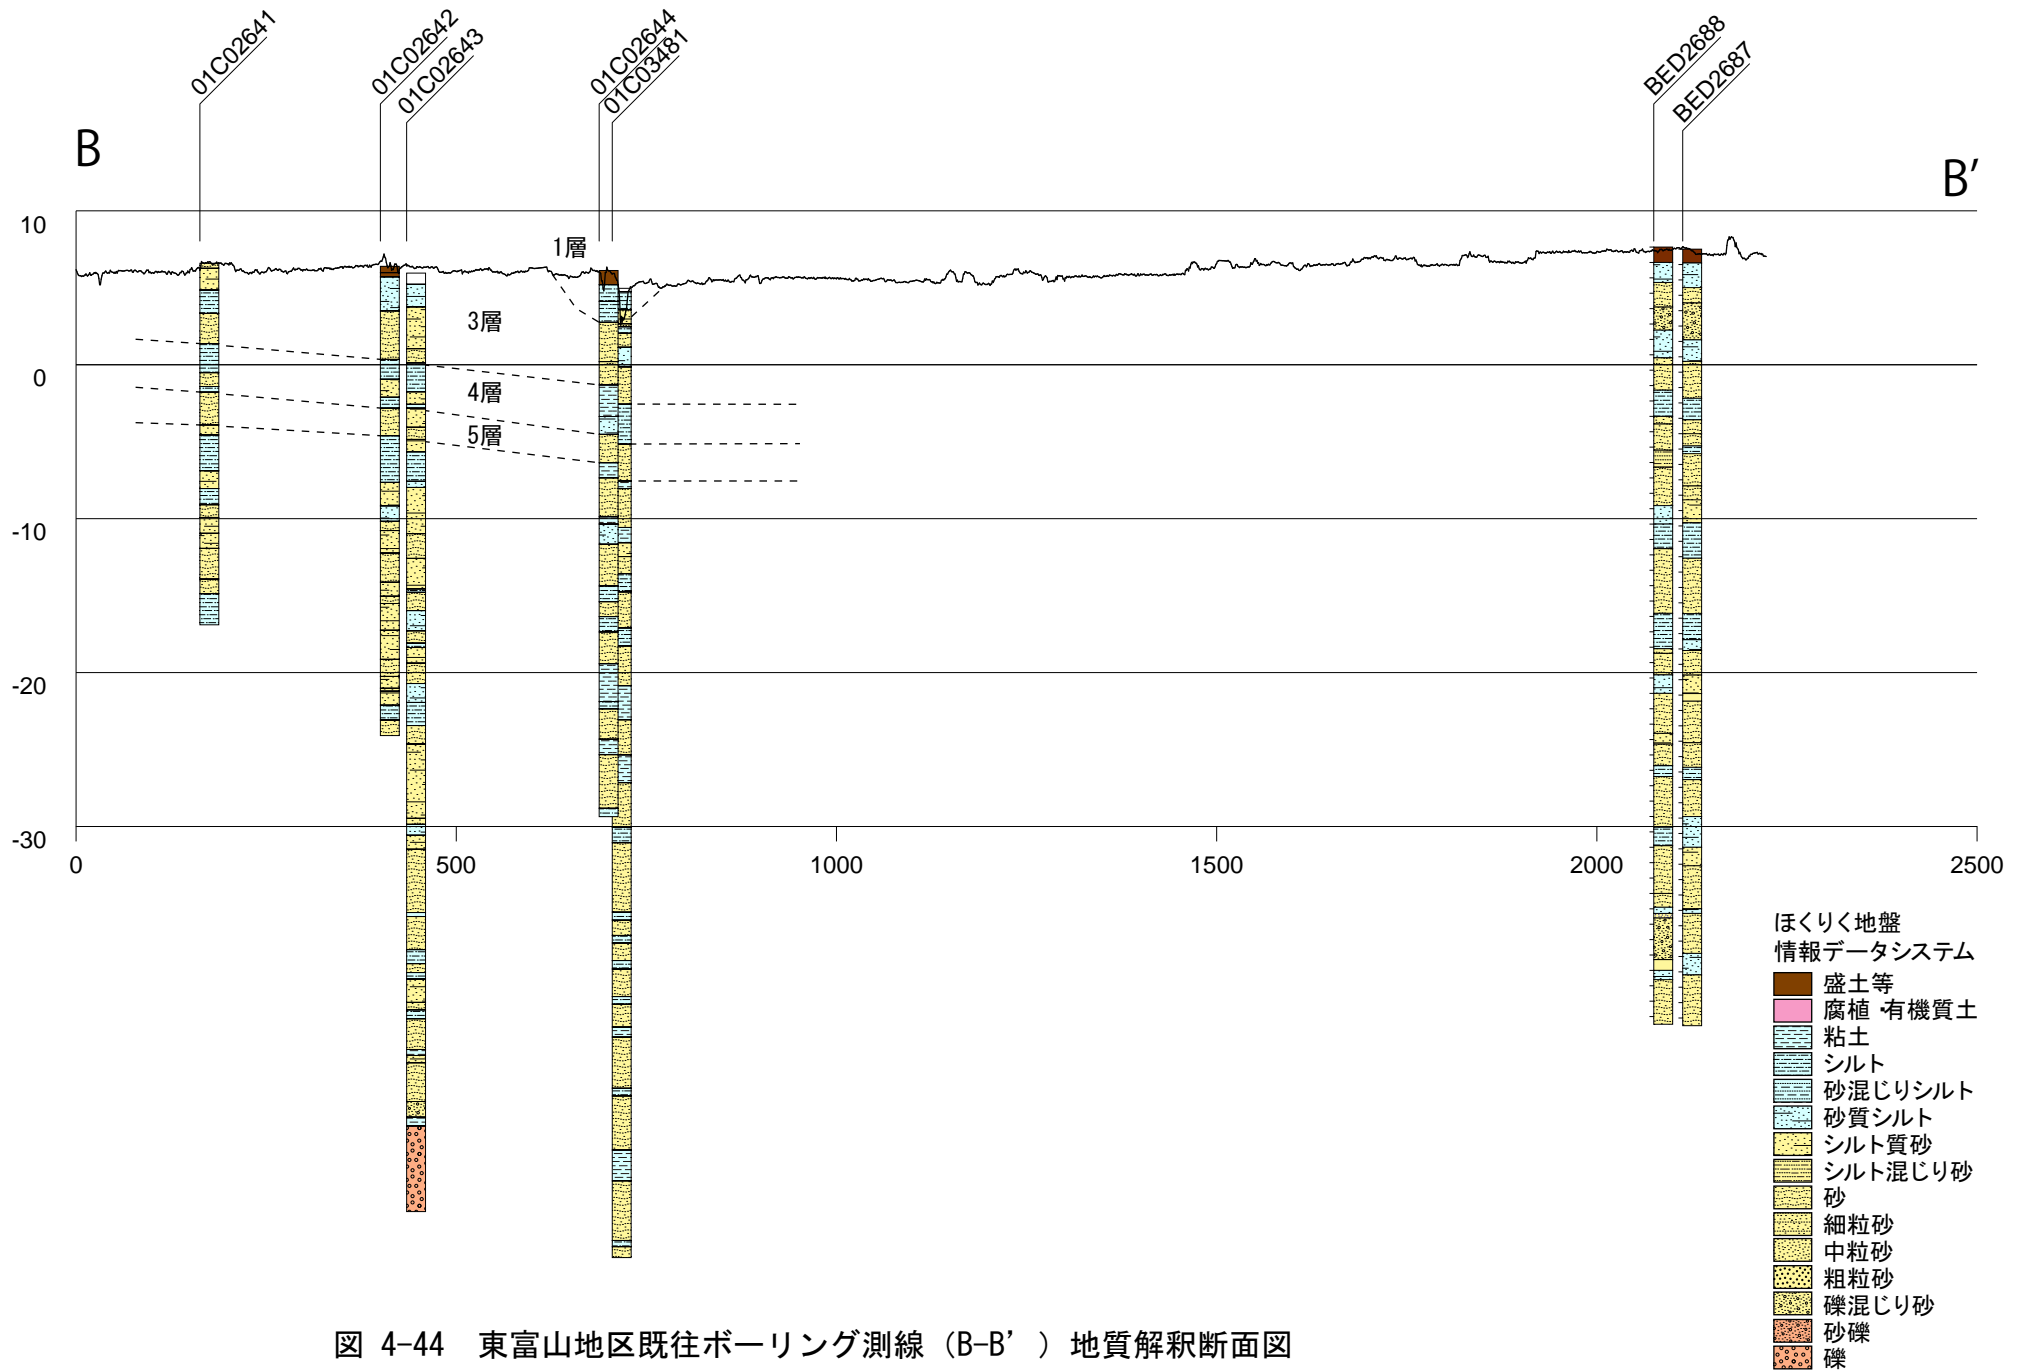 01C02641
01C02642
01C02643
01C02644
01C03481
BED2688
BED2687
B
B'
10
0
-10
-20
-30
1層
3層
4層
5層
0
500
1000
1500
2000
2500
ほくりく地盤
情報データシステム
盛土等
腐植・有機質土
粘土
シルト
砂混じりシルト
砂質シルト
シルト質砂
シルト混じり砂
砂
細粒砂
中粒砂
粗粒砂
礫混じり砂
砂礫
礫
図 4-44 東富山地区既往ボーリング測線（B-B’）地質解釈断面図